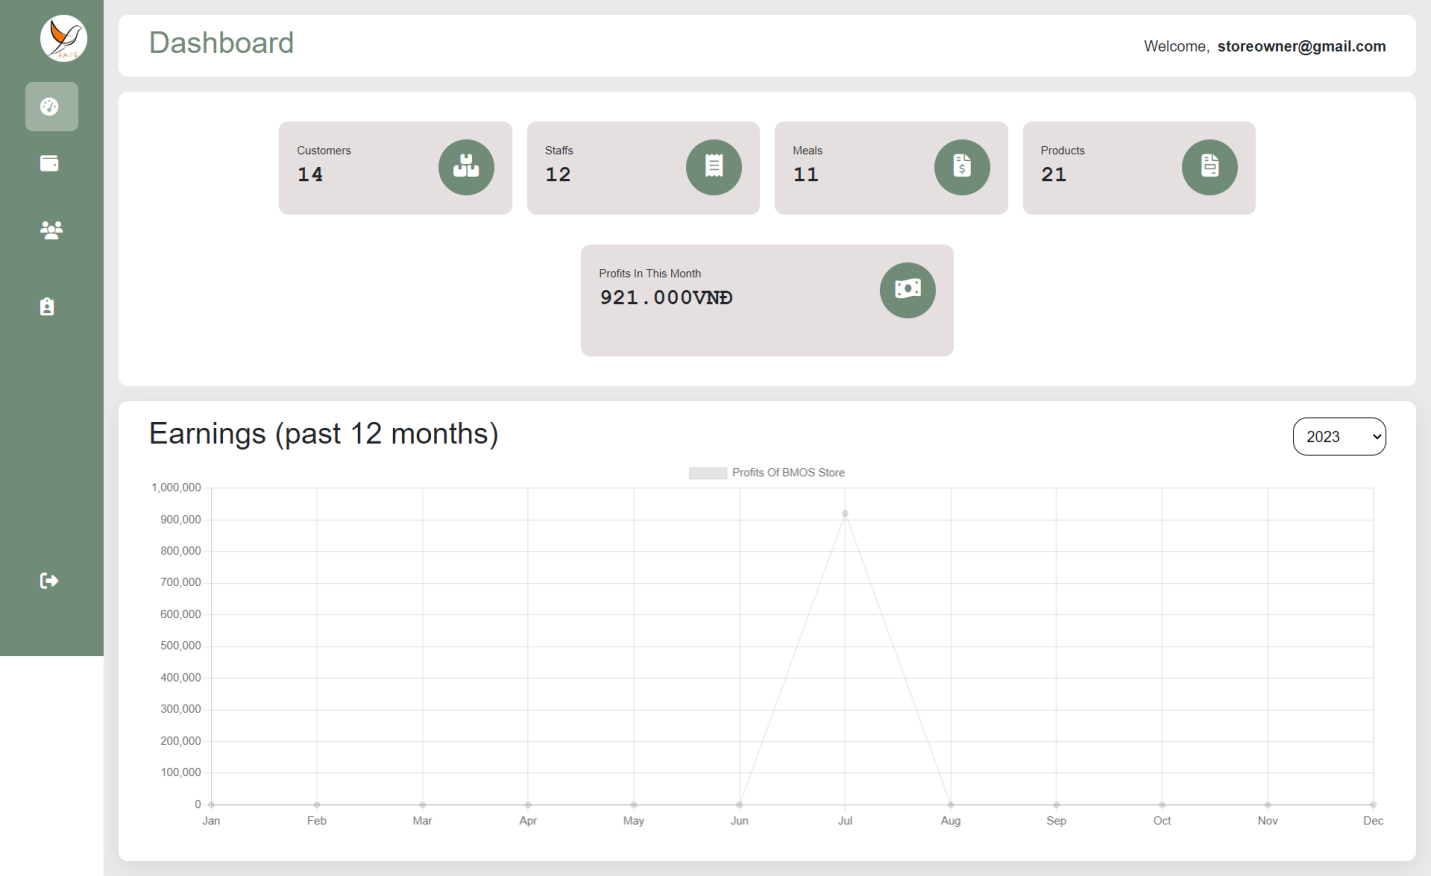 Dashboard
Welcome, storeowner@gmail.com
Customers
14
Staffs
12
Meals
11
Products
21
Profits In This Month
921.000VNĐ
Earnings (past 12 months)
2023
Profits Of BMOS Store
1,000,000
900,000
800,000
700,000
600,000
500,000
400,000
300,000
200,000
100,000
0
Jan Feb Mar Apr May Jun Jul Aug Sep Oct Nov Dec